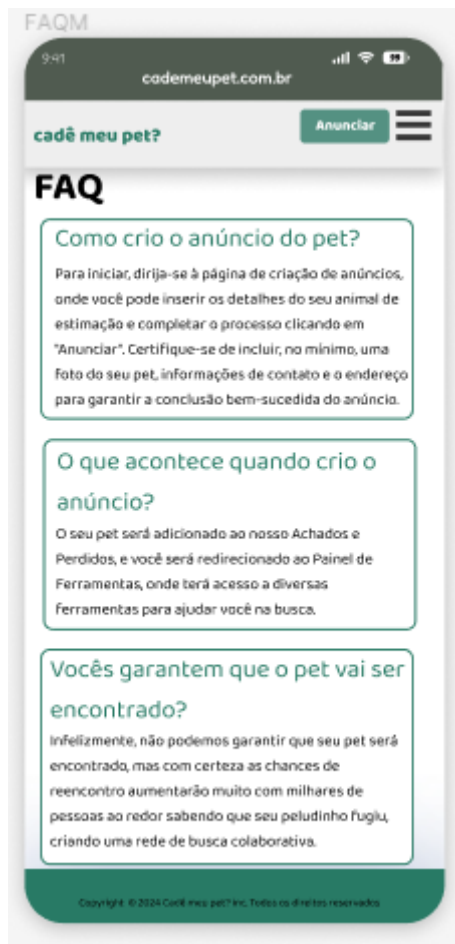 FAQM
9:41
99
cademeupet.com.br
cadê meu pet?
Anunciar
FAQ
Como crio o anúncio do pet?
Para iniciar, dirija-se à página de criação de anúncios,
onde você pode inserir os detalhes do seu animal de
estimação e completar o processo clicando em
"Anunciar". Certifique-se de incluir, no mínimo, uma
foto do seu pet, informações de contato e o endereço
para garantir a conclusão bem-sucedida do anúncio.
O que acontece quando crio o
anúncio?
O seu pet será adicionado ao nosso Achados e
Perdidos, e você será redirecionado ao Painel de
Ferramentas, onde terá acesso a diversas
ferramentas para ajudar você na busca.
Vocês garantem que o pet vai ser
encontrado?
Infelizmente, não podemos garantir que seu pet será
encontrado, mas com certeza as chances de
reencontro aumentarão muito com milhares de
pessoas ao redor sabendo que seu peludinho fugiu,
criando uma rede de busca colaborativa.
Copyright © 2024 Cadê meu pet? Inc. Todos os direitos reservados